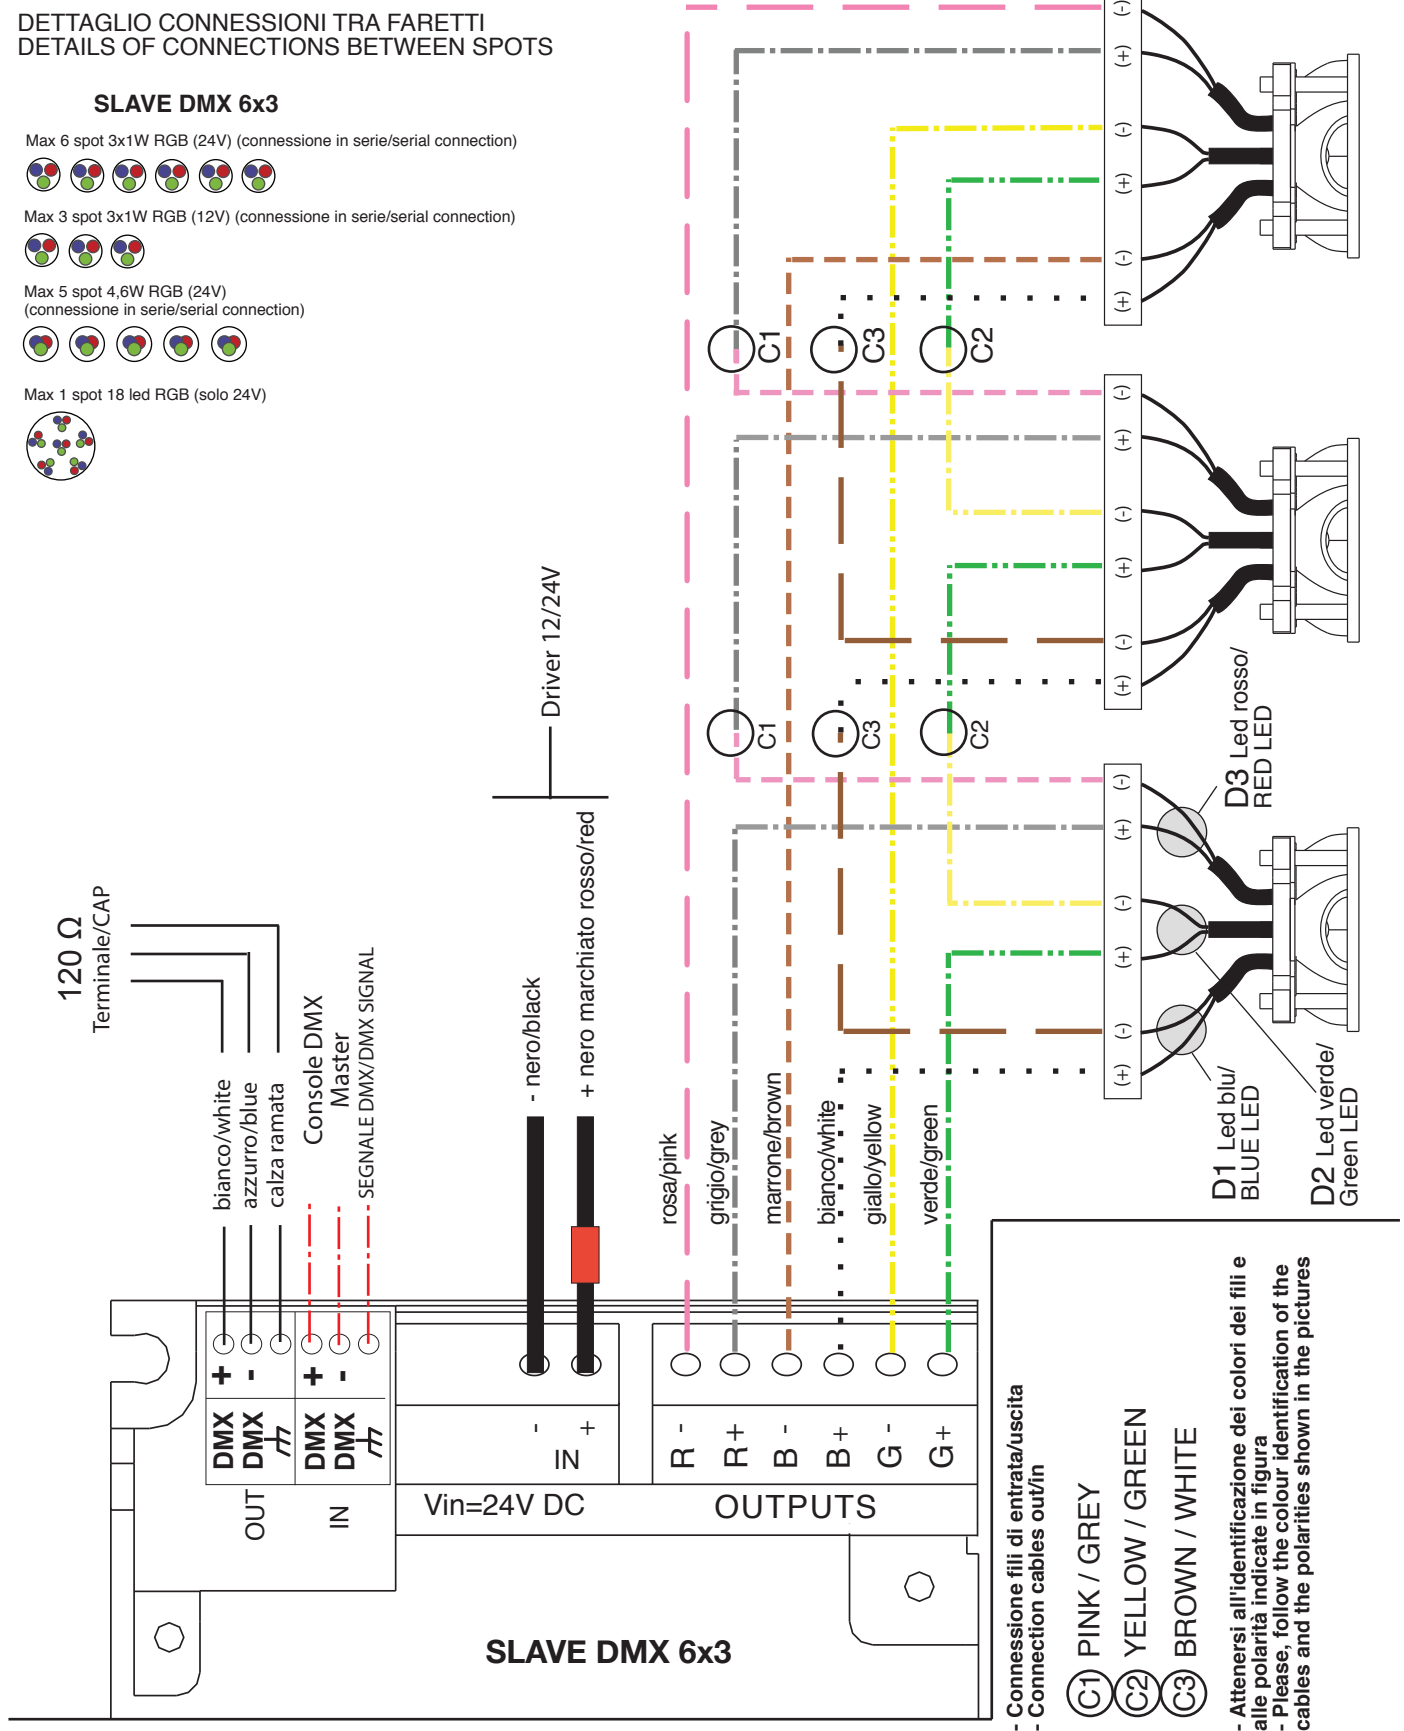 DETTAGLIO CONNESSIONI TRA FARETTI
DETAILS OF CONNECTIONS BETWEEN SPOTS
SLAVE DMX 6x3
Max 6 spot 3x1W RGB (24V) (connessione in serie/serial connection)
Max 3 spot 3x1W RGB (12V) (connessione in serie/serial connection)
Max 5 spot 4,6W RGB (24V)
(connessione in serie/serial connection)
Max 1 spot 18 led RGB (solo 24V)
(-)
(+)
(-)
(+)
(-)
(+)
C1
C3
C2
(-)
(+)
(-)
(+)
(-)
(+)
C1
C3
C2
(-)
(+)
(-)
(+)
(-)
(+)
D3 Led rosso/
RED LED
D1 Led blu/
BLUE LED
D2 Led verde/
Green LED
Driver 12/24V
120 Ω
Terminale/CAP
bianco/white
azzurro/blue
calza ramata
Console DMX
Master
SEGNALE DMX/DMX SIGNAL
- nero/black
+ nero marchiato rosso/red
rosa/pink
grigio/grey
marrone/brown
bianco/white
giallo/yellow
verde/green
DMX +
DMX -
DMX +
DMX -
OUT
IN
-
+
IN
Vin=24V DC
R -
R +
B -
B +
G -
G +
OUTPUTS
SLAVE DMX 6x3
- Connessione fili di entrata/uscita
- Connection cables out/in
C1 PINK / GREY
C2 YELLOW / GREEN
C3 BROWN / WHITE
- Attenersi all'identificazione dei colori dei fili e
alle polarità indicate in figura
- Please, follow the colour identification of the
cables and the polarities shown in the pictures